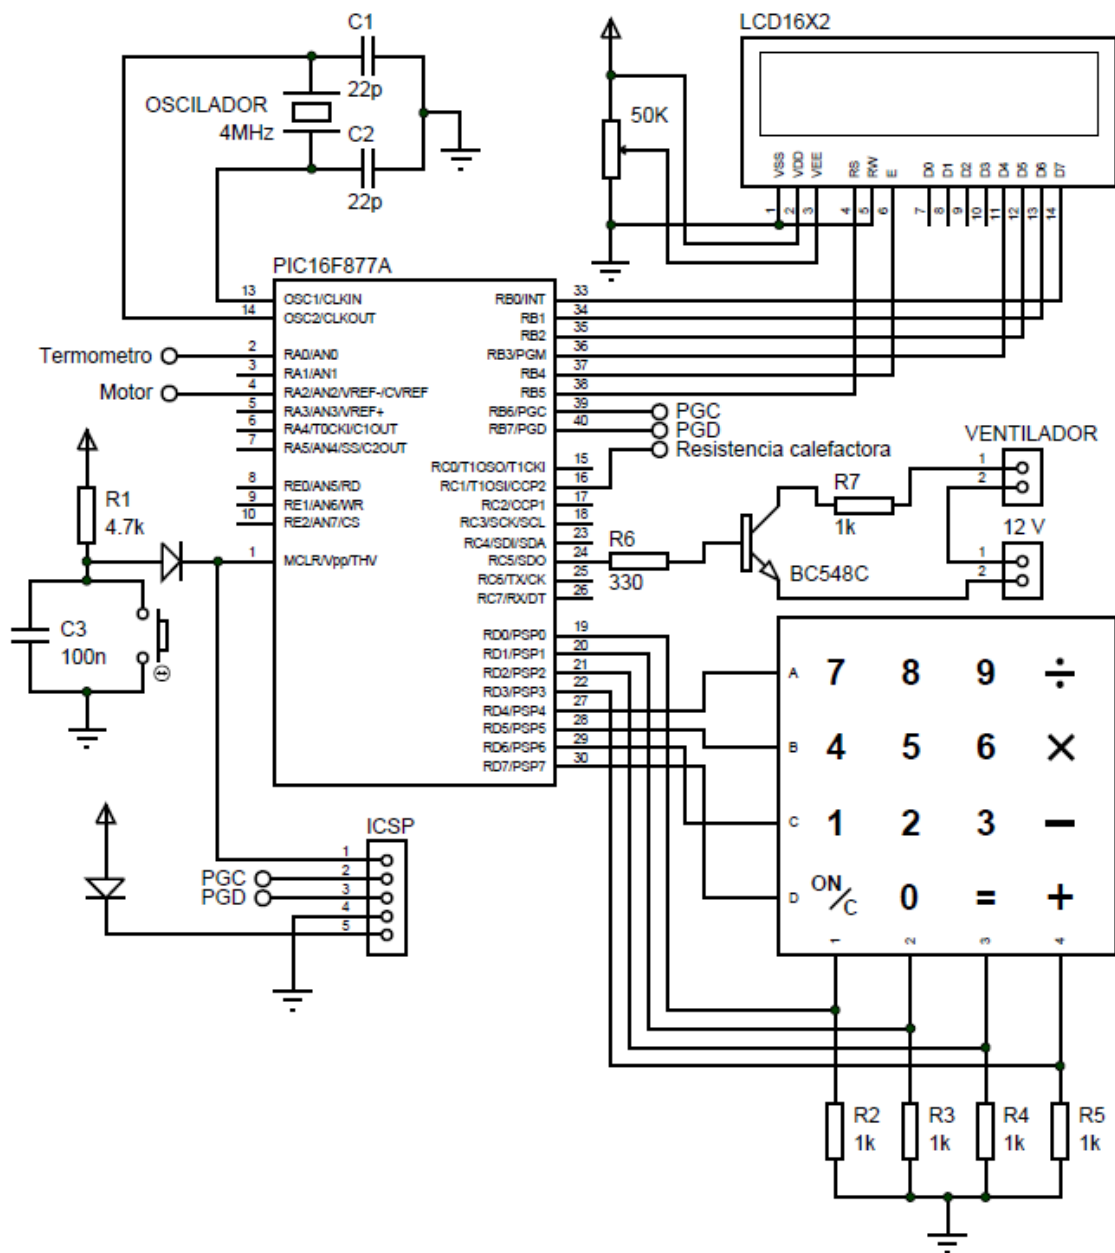 C1
22p
OSCILADOR
4MHz
C2
22p
50K
LCD16X2
VSS
VDD
VEE
RS
RW
E
D0
D1
D2
D3
D4
D5
D6
D7
1
2
3
4
5
6
7
8
9
10
11
12
13
14
PIC16F877A
13
OSC1/CLKIN
14
OSC2/CLKOUT
Termometro
2
RA0/AN0
3
RA1/AN1
Motor
4
RA2/AN2/VREF-/CVREF
5
RA3/AN3/VREF+
6
RA4/T0CKI/C1OUT
7
RA5/AN4/SS/C2OUT
8
RE0/AN5/RD
9
RE1/AN6/WR
10
RE2/AN7/CS
1
MCLR/Vpp/THV
RB0/INT
33
RB1
34
RB2
35
RB3/PGM
36
RB4
37
RB5
38
RB6/PGC
39
PGC
RB7/PGD
40
PGD
Resistencia calefactora
RC0/T1OSO/T1CKI
15
RC1/T1OSI/CCP2
16
RC2/CCP1
17
RC3/SCK/SCL
18
RC4/SDI/SDA
23
RC5/SDO
24
RC6/TX/CK
25
RC7/RX/DT
26
RD0/PSP0
19
RD1/PSP1
20
RD2/PSP2
21
RD3/PSP3
22
RD4/PSP4
27
RD5/PSP5
28
RD6/PSP6
29
RD7/PSP7
30
R1
4.7k
C3
100n
R6
330
R7
1k
BC548C
VENTILADOR
1
2
12 V
1
2
A
7 8 9 ÷
B
4 5 6 ×
C
1 2 3 −
D
ON/C 0 = +
1 2 3 4
ICSP
1
PGC
2
PGD
3
4
5
R2
1k
R3
1k
R4
1k
R5
1k